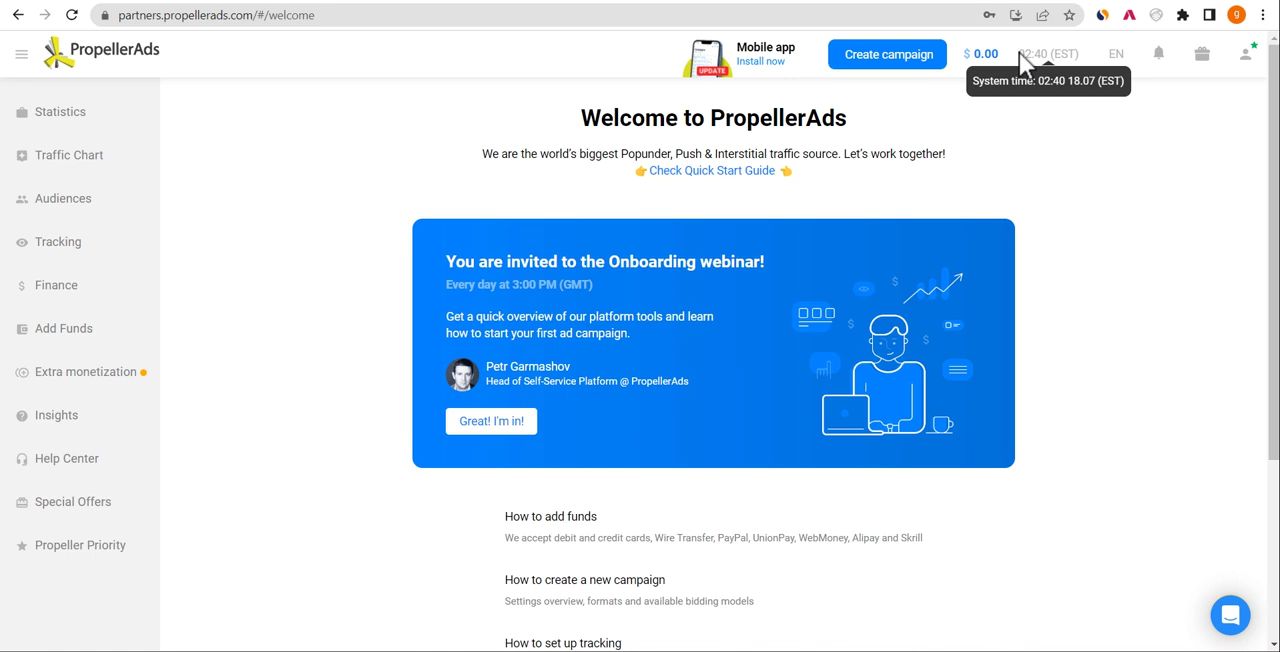 partners.propellerads.com/#/welcome
g
PropellerAds
UPDATE
Mobile app
Install now
Create campaign
$ 0.00
02:40 (EST)
EN
System time: 02:40 18.07 (EST)
Statistics
Traffic Chart
Audiences
Tracking
Finance
Add Funds
Extra monetization
Insights
Help Center
Special Offers
Propeller Priority
Welcome to PropellerAds
We are the world's biggest Popunder, Push & Interstitial traffic source. Let's work together!
👉 Check Quick Start Guide 👈
You are invited to the Onboarding webinar!
Every day at 3:00 PM (GMT)
Get a quick overview of our platform tools and learn
how to start your first ad campaign.
Petr Garmashov
Head of Self-Service Platform @ PropellerAds
Great! I'm in!
How to add funds
We accept debit and credit cards, Wire Transfer, PayPal, UnionPay, WebMoney, Alipay and Skrill
How to create a new campaign
Settings overview, formats and available bidding models
How to set up tracking